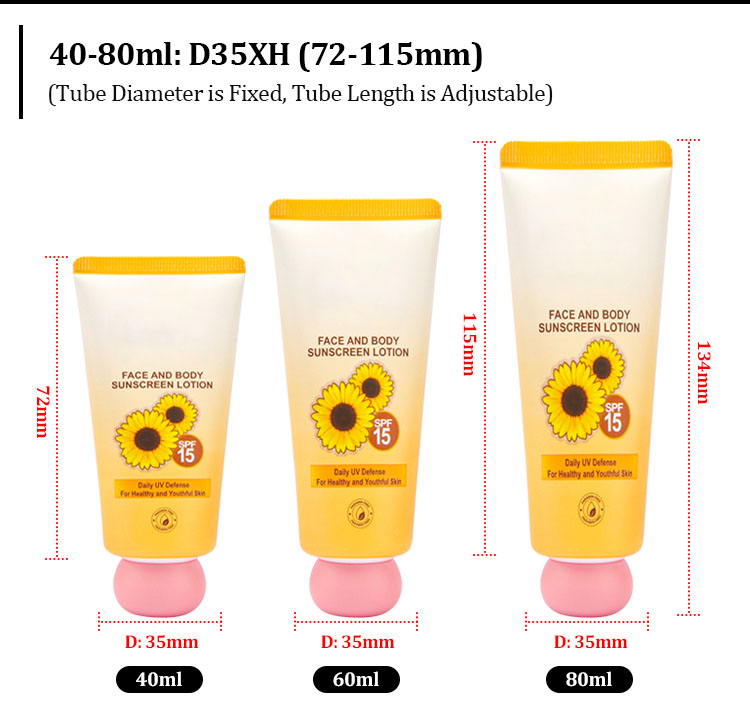 40-80ml: D35XH (72-115mm)
(Tube Diameter is Fixed, Tube Length is Adjustable)
72mm
FACE AND BODY
SUNSCREEN LOTION
SPF
15
Daily UV Defense
For Healthy and Youthful Skin
D: 35mm
40ml
FACE AND BODY
SUNSCREEN LOTION
SPF
15
Daily UV Defense
For Healthy and Youthful Skin
D: 35mm
60ml
115mm
FACE AND BODY
SUNSCREEN LOTION
SPF
15
Daily UV Defense
For Healthy and Youthful Skin
134mm
D: 35mm
80ml